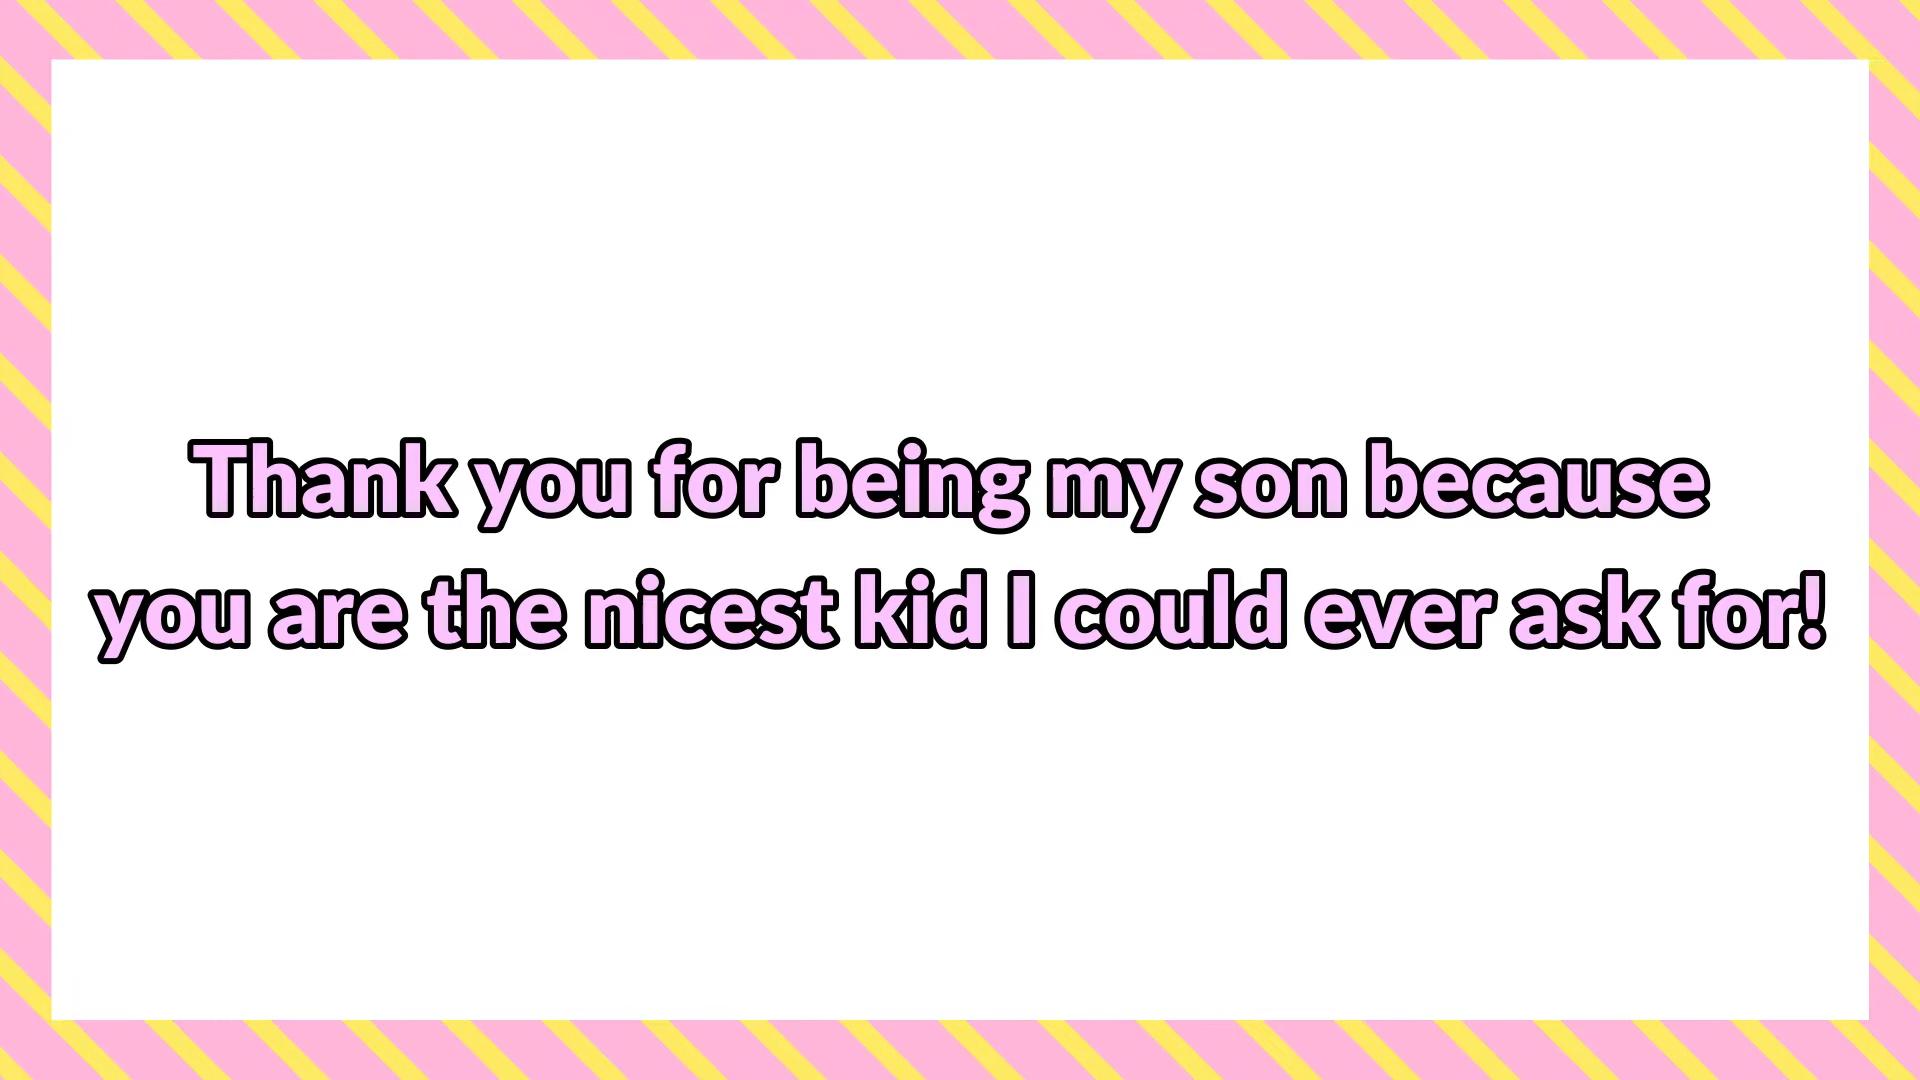 Thank you for being my son because
you are the nicest kid I could ever ask for!